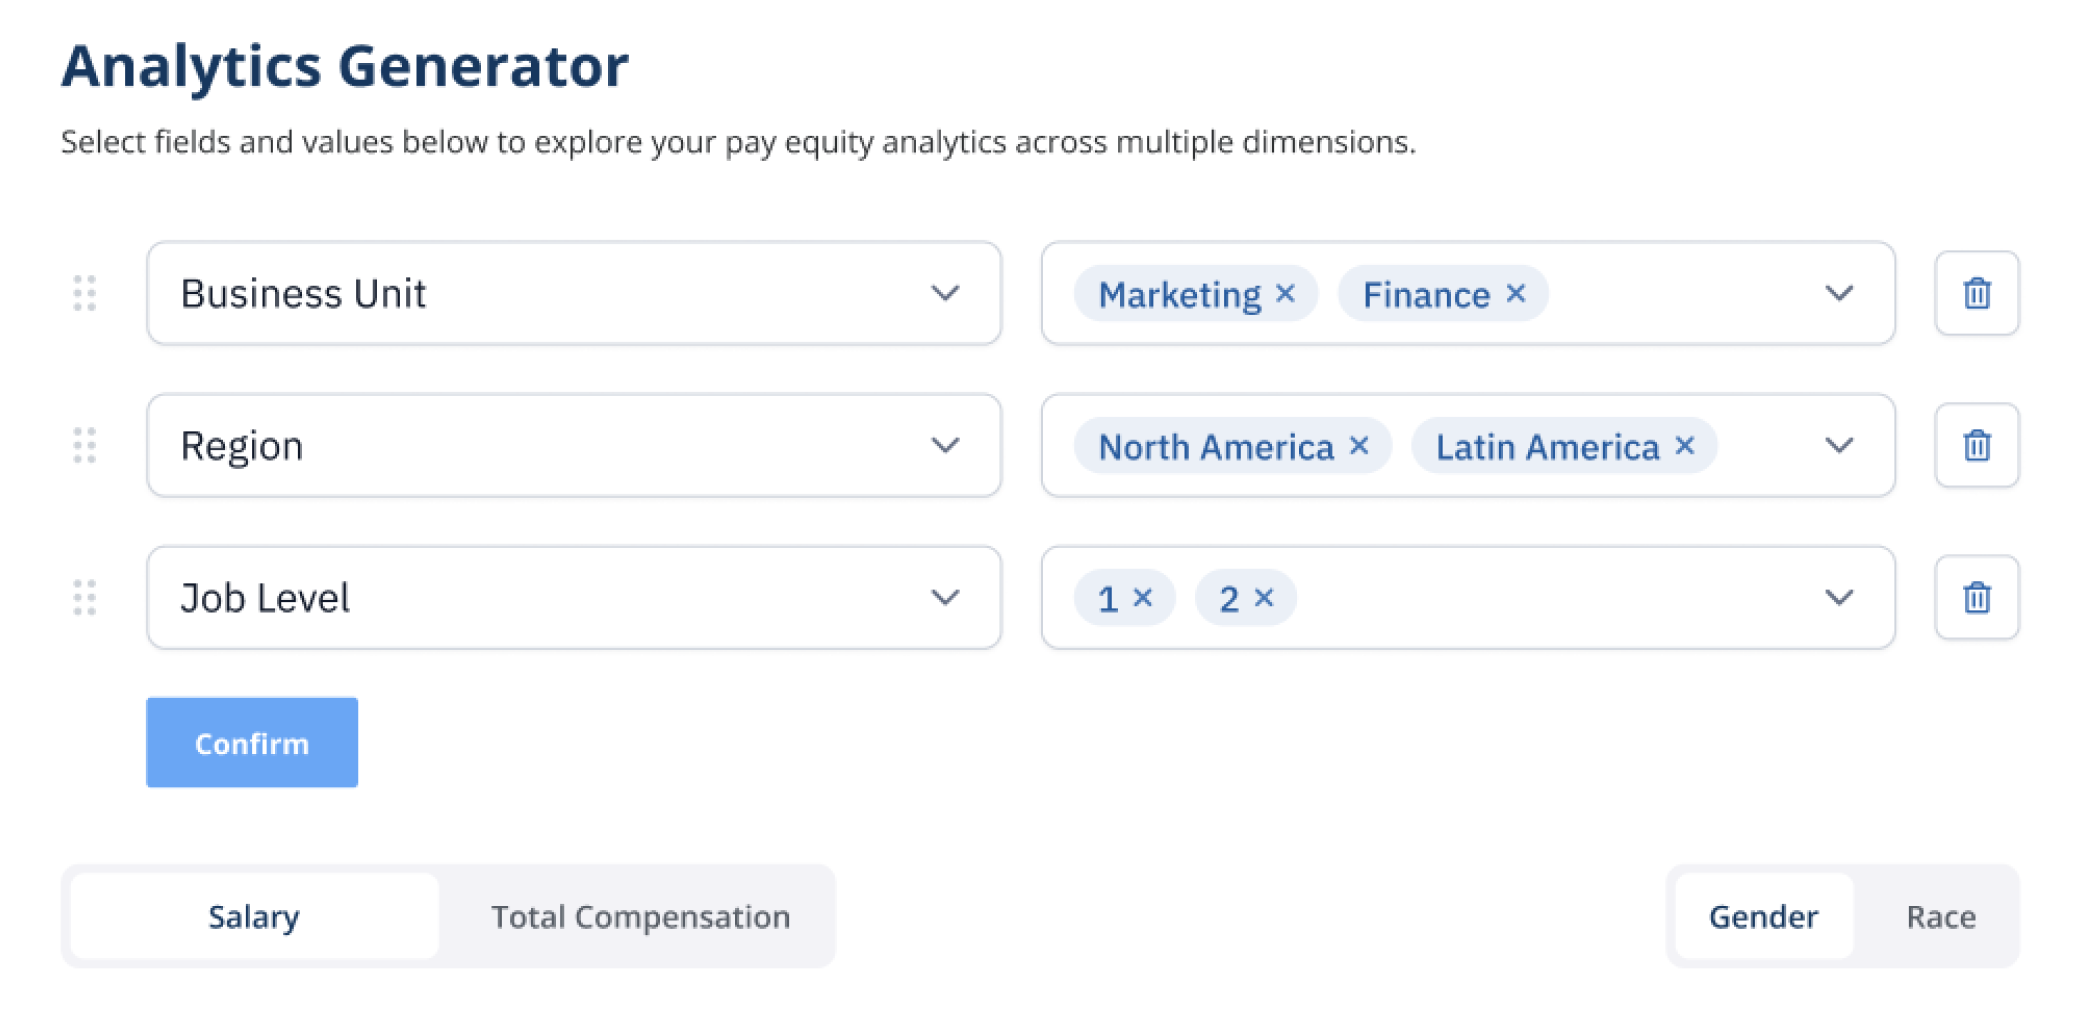 Analytics Generator
Select fields and values below to explore your pay equity analytics across multiple dimensions.
Business Unit Marketing × Finance ×
Region North America × Latin America ×
Job Level 1 × 2 ×
Confirm
Salary Total Compensation Gender Race